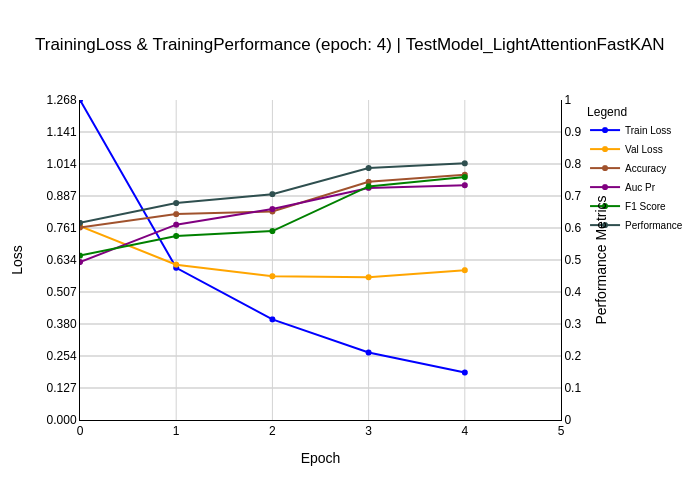 TrainingLoss & TrainingPerformance (epoch: 4) | TestModel_LightAttentionFastKAN
1.268
1.141
1.014
0.887
0.761
0.634
0.507
0.380
0.254
0.127
0.000
Loss
0 1 2 3 4 5
Epoch
1
0.9
0.8
0.7
0.6
0.5
0.4
0.3
0.2
0.1
0
Performance Metrics
Legend
Train Loss
Val Loss
Accuracy
Auc Pr
F1 Score
Performance